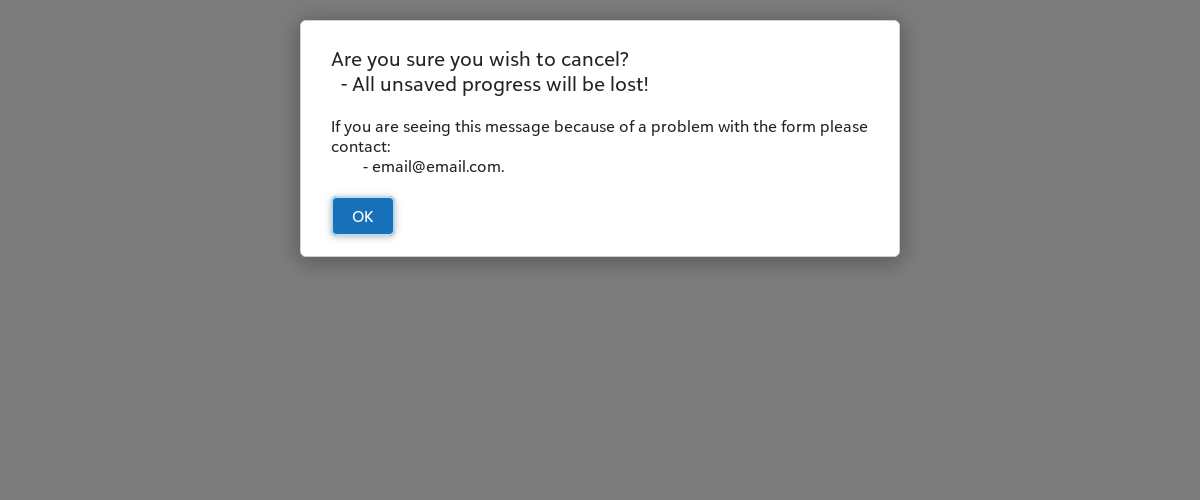 Are you sure you wish to cancel?
- All unsaved progress will be lost!
If you are seeing this message because of a problem with the form please
contact:
- email@email.com.
OK